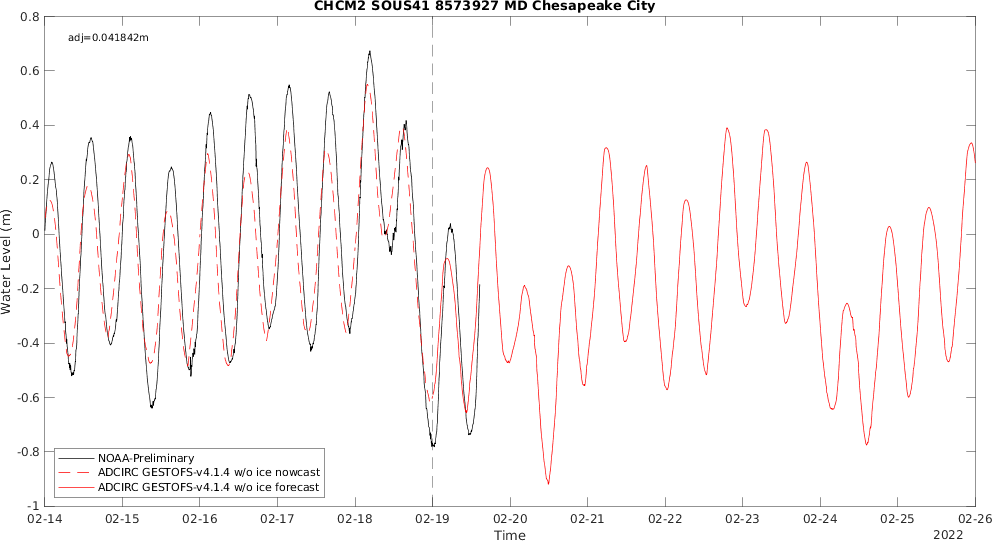 CHCM2 SOUS41 8573927 MD Chesapeake City
adj=0.041842m
0.8
0.6
0.4
0.2
0
-0.2
-0.4
-0.6
-0.8
-1
Water Level (m)
NOAA-Preliminary
ADCIRC GESTOFS-v4.1.4 w/o ice nowcast
ADCIRC GESTOFS-v4.1.4 w/o ice forecast
02-14 02-15 02-16 02-17 02-18 02-19 02-20 02-21 02-22 02-23 02-24 02-25 02-26
Time
2022